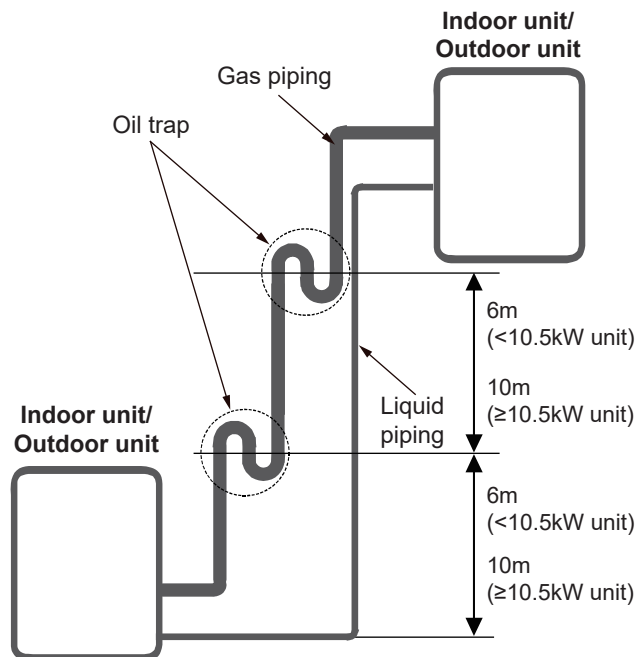 Indoor unit/
Outdoor unit
Gas piping
Oil trap
6m
(<10.5kW unit)
10m
(≥10.5kW unit)
Liquid
piping
Indoor unit/
Outdoor unit
6m
(<10.5kW unit)
10m
(≥10.5kW unit)